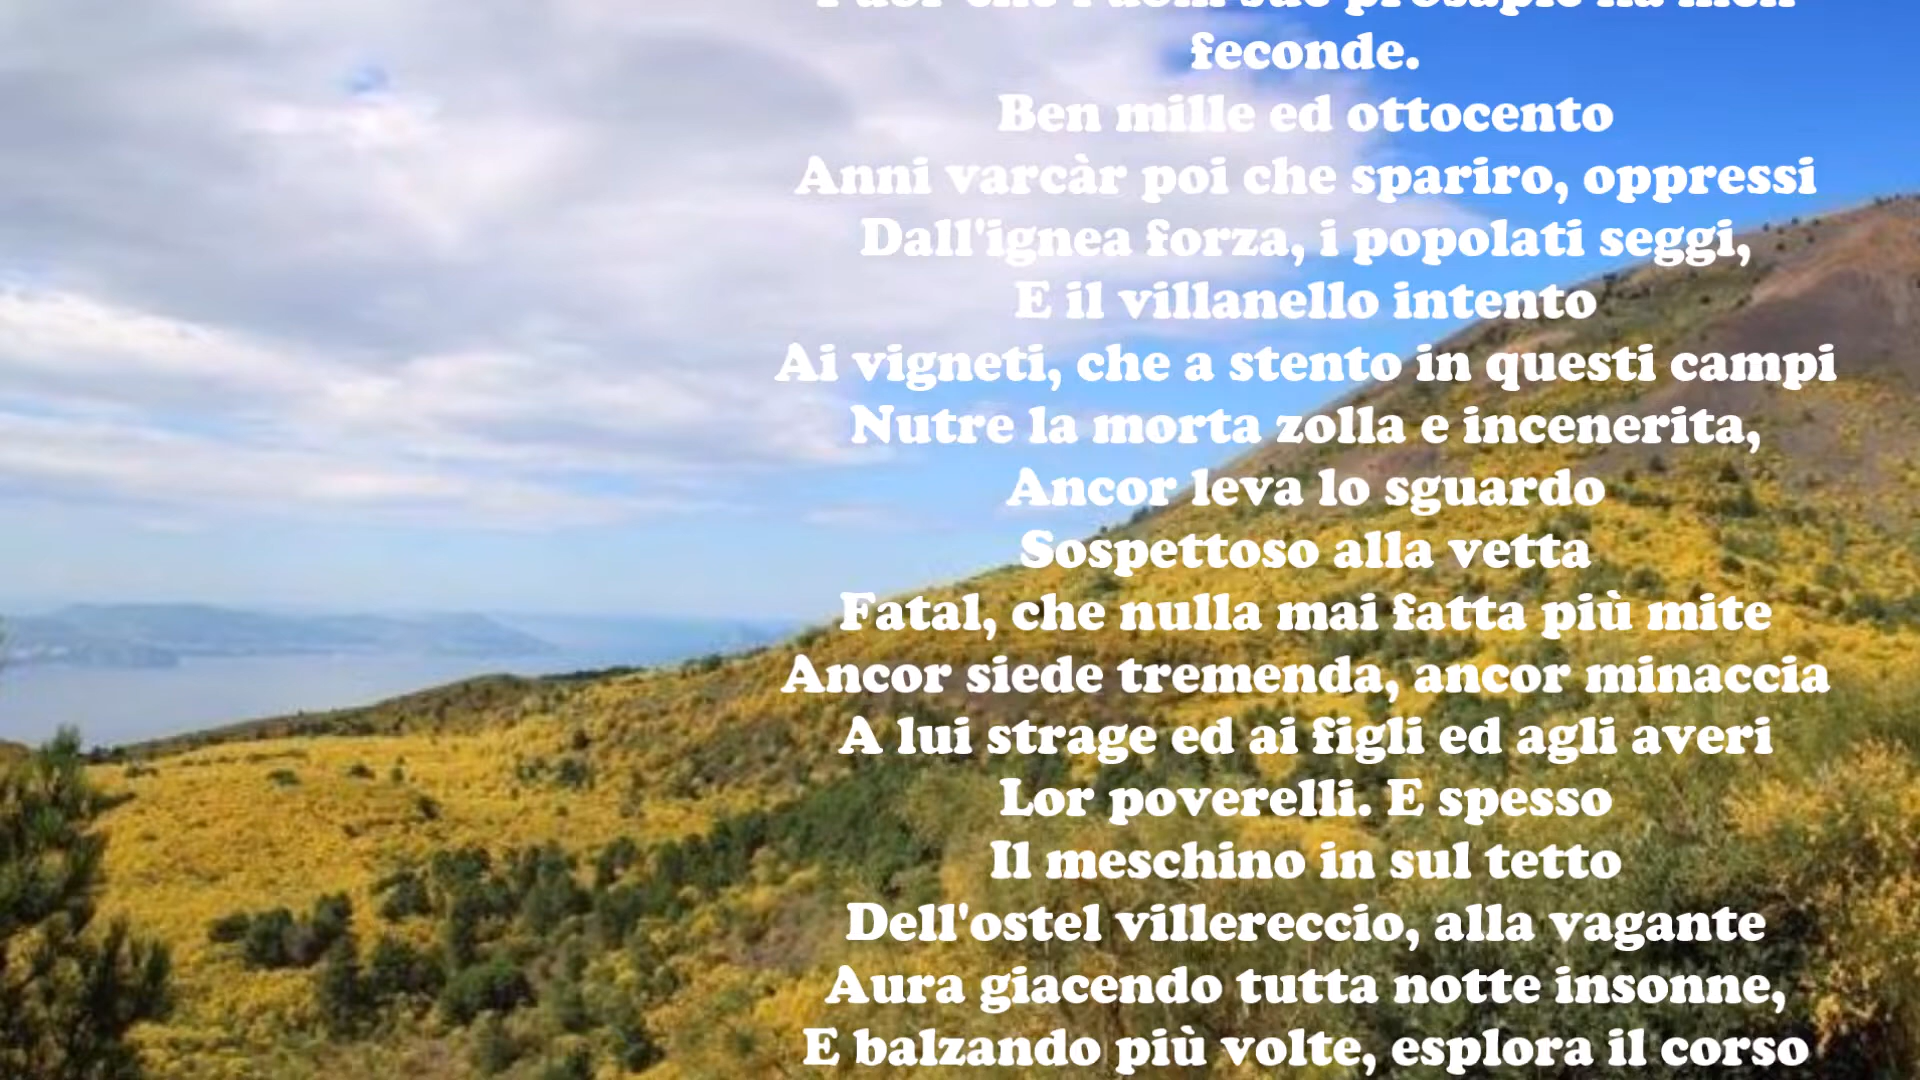 feconde.
Ben mille ed ottocento
Anni varcàr poi che spariro, oppressi
Dall'ignea forza, i popolati seggi,
E il villanello intento
Ai vigneti, che a stento in questi campi
Nutre la morta zolla e incenerita,
Ancor leva lo sguardo
Sospettoso alla vetta
Fatal, che nulla mai fatta più mite
Ancor siede tremenda, ancor minaccia
A lui strage ed ai figli ed agli averi
Lor poverelli. E spesso
Il meschino in sul tetto
Dell'ostel villereccio, alla vagante
Aura giacendo tutta notte insonne,
E balzando più volte, esplora il corso